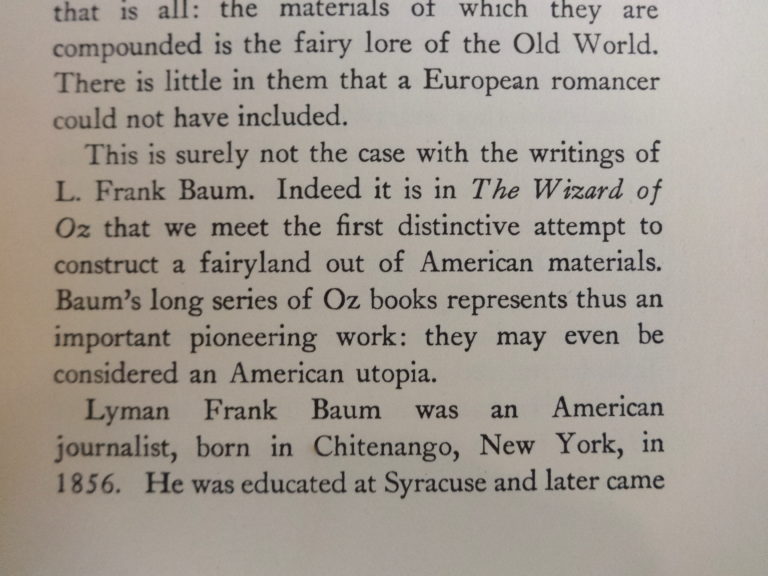 that is all: the materials of which they are
compounded is the fairy lore of the Old World.
There is little in them that a European romancer
could not have included.
This is surely not the case with the writings of
L. Frank Baum. Indeed it is in The Wizard of
Oz that we meet the first distinctive attempt to
construct a fairyland out of American materials.
Baum's long series of Oz books represents thus an
important pioneering work: they may even be
considered an American utopia.
Lyman Frank Baum was an American
journalist, born in Chitenango, New York, in
1856. He was educated at Syracuse and later came